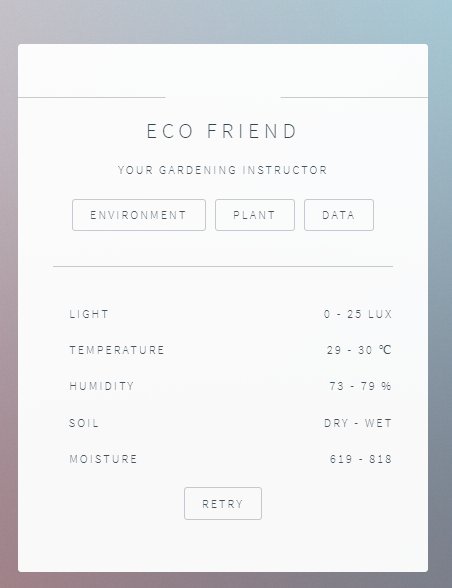 ECO FRIEND
YOUR GARDENING INSTRUCTOR
ENVIRONMENT PLANT DATA
LIGHT 0 - 25 LUX
TEMPERATURE 29 - 30 ℃
HUMIDITY 73 - 79 %
SOIL DRY - WET
MOISTURE 619 - 818
RETRY